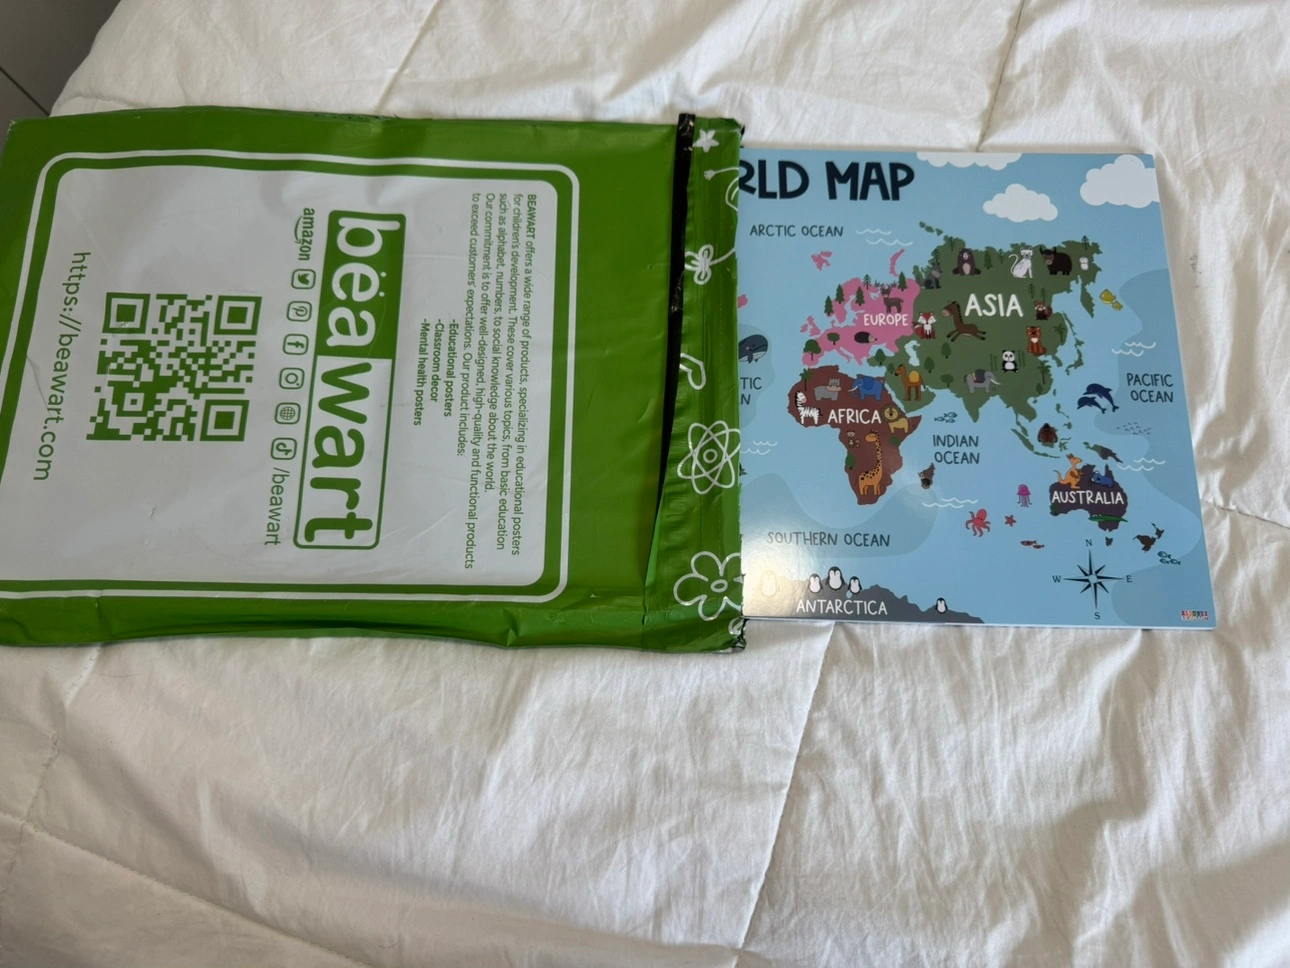 BEAWART offers a wide range of products, specializing in educational posters
for children's development. These cover various topics, from basic education
such as alphabet, numbers, to social knowledge about the world.
Our commitment is to offer well-designed, high-quality and functional products
to exceed customers' expectations. Our product includes:
-Educational posters
-Classroom decor
-Mental health posters
bëawart
amazon /beawart
https://beawart.com
RLD MAP
ARCTIC OCEAN
ASIA
EUROPE
AFRICA
TIC
N
PACIFIC
OCEAN
INDIAN
OCEAN
AUSTRALIA
SOUTHERN OCEAN
ANTARCTICA
N
W E
S